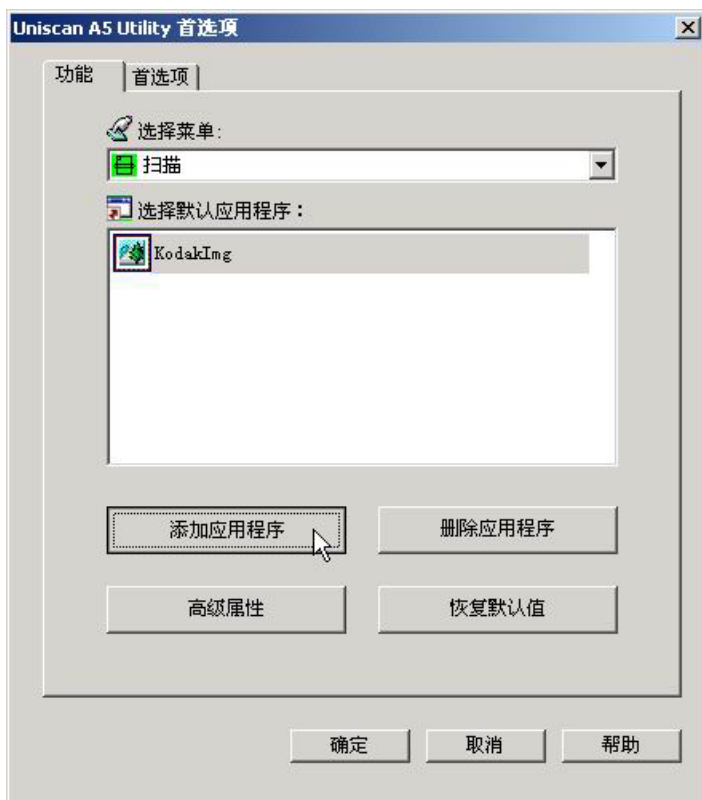 Uniscan A5 Utility 首选项
功能 首选项
选择菜单:
扫描
选择默认应用程序：
KodakImg
添加应用程序 删除应用程序
高级属性 恢复默认值
确定 取消 帮助